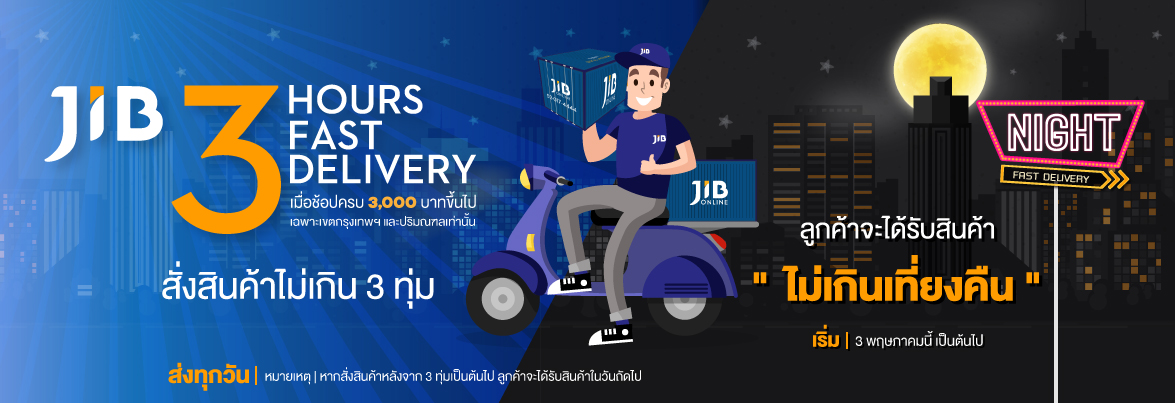 JIB
3 HOURS
FAST
DELIVERY
เมื่อช้อปครบ 3,000 บาทขึ้นไป
เฉพาะเขตกรุงเทพฯ และปริมณฑลเท่านั้น
สั่งสินค้าไม่เกิน 3 ทุ่ม
ส่งทุกวัน | หมายเหตุ | หากสั่งสินค้าหลังจาก 3 ทุ่มเป็นต้นไป ลูกค้าจะได้รับสินค้าในวันถัดไป
JIB
JIB
JIB
JIB
JIB
ONLINE
NIGHT
FAST DELIVERY
ลูกค้าจะได้รับสินค้า
" ไม่เกินเที่ยงคืน "
เริ่ม | 3 พฤษภาคมนี้ เป็นต้นไป